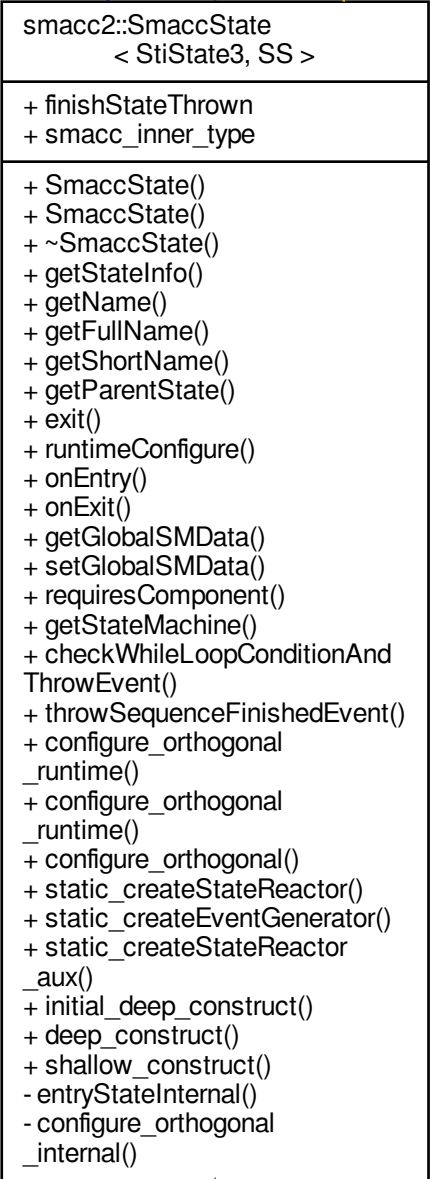 smacc2::SmaccState
< StiState3, SS >
+ finishStateThrown
+ smacc_inner_type
+ SmaccState()
+ SmaccState()
+ ~SmaccState()
+ getStateInfo()
+ getName()
+ getFullName()
+ getShortName()
+ getParentState()
+ exit()
+ runtimeConfigure()
+ onEntry()
+ onExit()
+ getGlobalSMData()
+ setGlobalSMData()
+ requiresComponent()
+ getStateMachine()
+ checkWhileLoopConditionAnd
ThrowEvent()
+ throwSequenceFinishedEvent()
+ configure_orthogonal
_runtime()
+ configure_orthogonal
_runtime()
+ configure_orthogonal()
+ static_createStateReactor()
+ static_createEventGenerator()
+ static_createStateReactor
_aux()
+ initial_deep_construct()
+ deep_construct()
+ shallow_construct()
- entryStateInternal()
- configure_orthogonal
_internal()